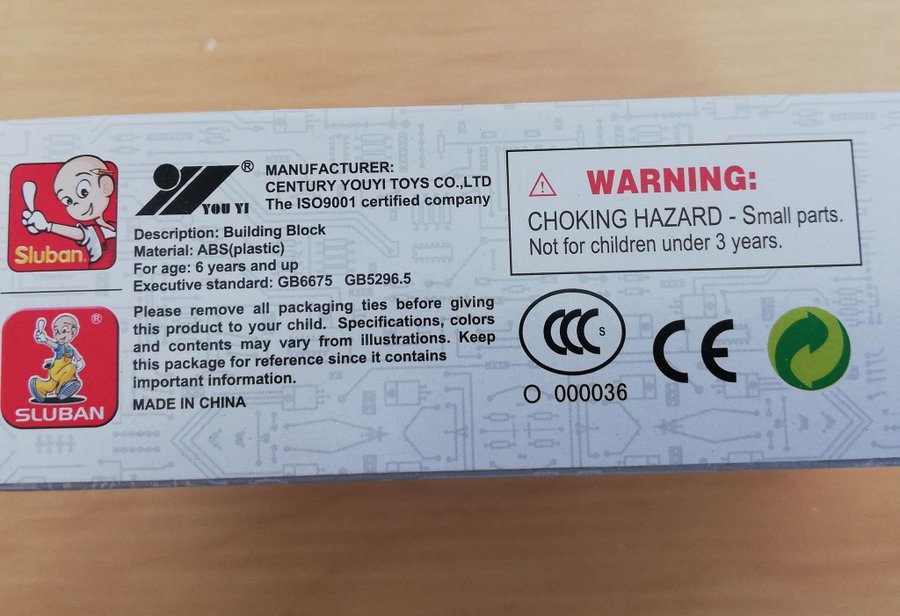 Sluban
YOU YI ®
MANUFACTURER:
CENTURY YOUYI TOYS CO.,LTD
The ISO9001 certified company
Description: Building Block
Material: ABS(plastic)
For age: 6 years and up
Executive standard: GB6675 GB5296.5
SLUBAN ®
Please remove all packaging ties before giving
this product to your child. Specifications, colors
and contents may vary from illustrations. Keep
this package for reference since it contains
important information.
MADE IN CHINA
WARNING:
CHOKING HAZARD - Small parts.
Not for children under 3 years.
CCC S
O 000036
CE